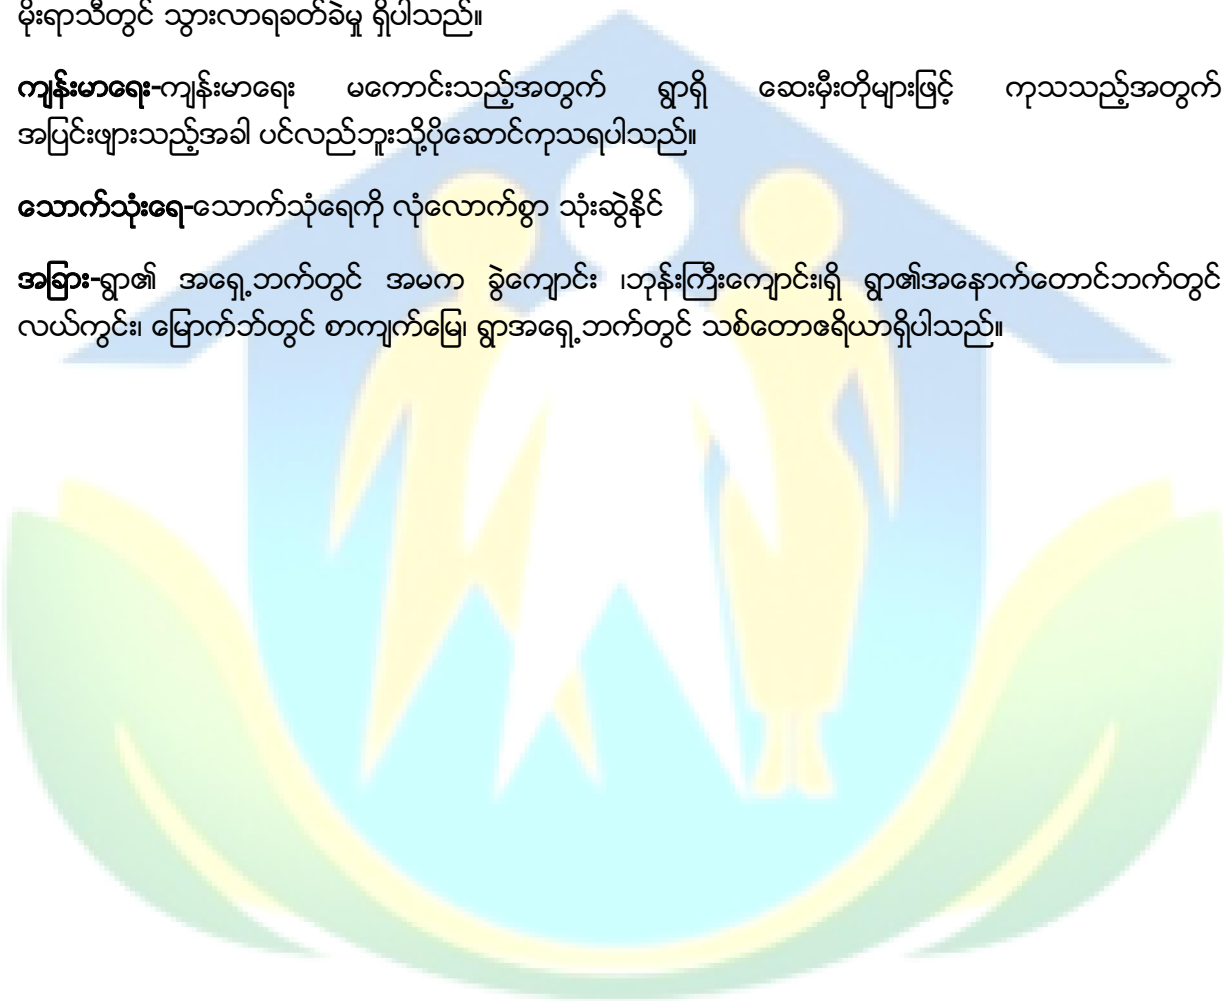 မိုးရာသီတွင် သွားလာရခတ်ခဲမှု ရှိပါသည်။
ကျန်းမာရေး-ကျန်းမာရေး မကောင်းသည့်အတွက် ရွာရှိ ဆေးမှီးတိုများဖြင့် ကုသသည့်အတွက်
အပြင်းဖျားသည့်အခါ ပင်လည်ဘူးသို့ပို့ဆောင်ကုသရပါသည်။
သောက်သုံးရေ-သောက်သုံရေကို လုံလောက်စွာ သုံးဆွဲနိုင်
အခြား-ရွာ၏ အရှေ့ဘက်တွင် အမက ခွဲကျောင်း ၊ဘုန်းကြီးကျောင်း၊ရှိ ရွာ၏အနောက်တောင်ဘက်တွင်
လယ်ကွင်း၊ မြောက်ဘ်တွင် စာကျက်မြေ၊ ရွာအရှေ့ဘက်တွင် သစ်တောဧရိယာရှိပါသည်။